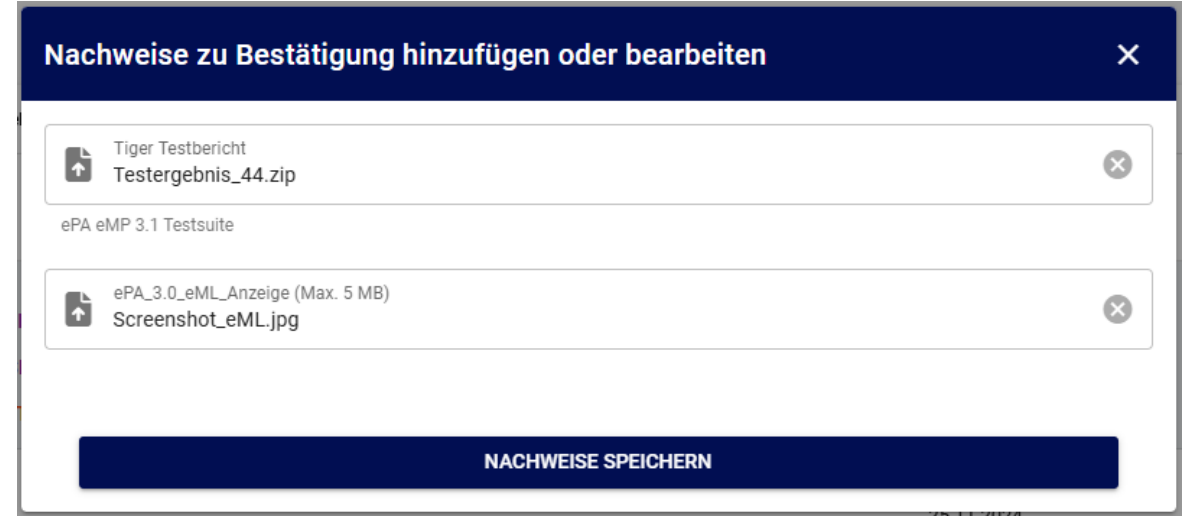 Nachweise zu Bestätigung hinzufügen oder bearbeiten
Tiger Testbericht
Testergebnis_44.zip
ePA eMP 3.1 Testsuite
ePA_3.0_eML_Anzeige (Max. 5 MB)
Screenshot_eML.jpg
NACHWEISE SPEICHERN